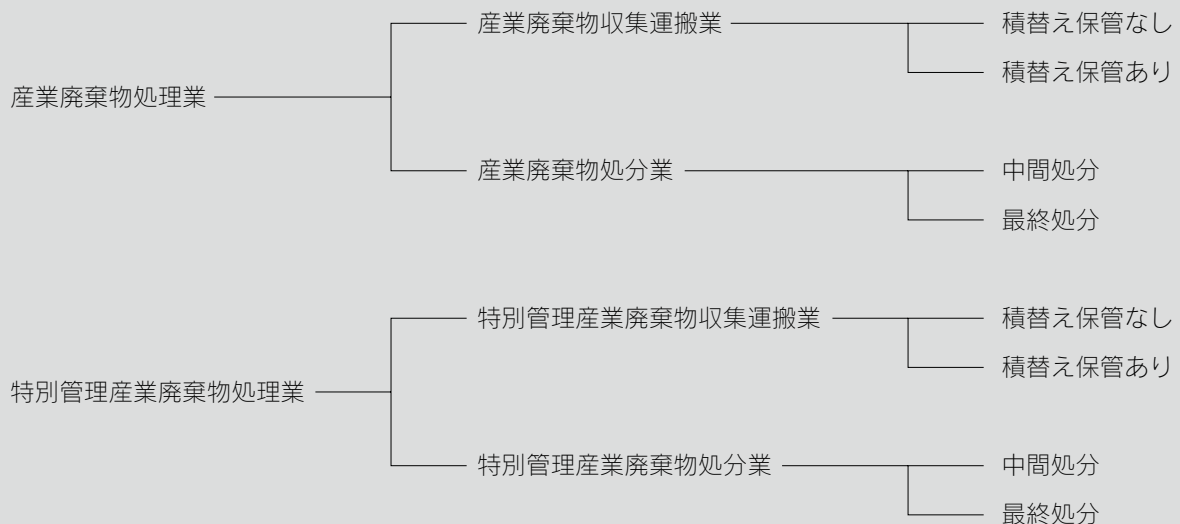 産業廃棄物処理業
産業廃棄物収集運搬業
積替え保管なし
積替え保管あり
産業廃棄物処分業
中間処分
最終処分
特別管理産業廃棄物処理業
特別管理産業廃棄物収集運搬業
積替え保管なし
積替え保管あり
特別管理産業廃棄物処分業
中間処分
最終処分